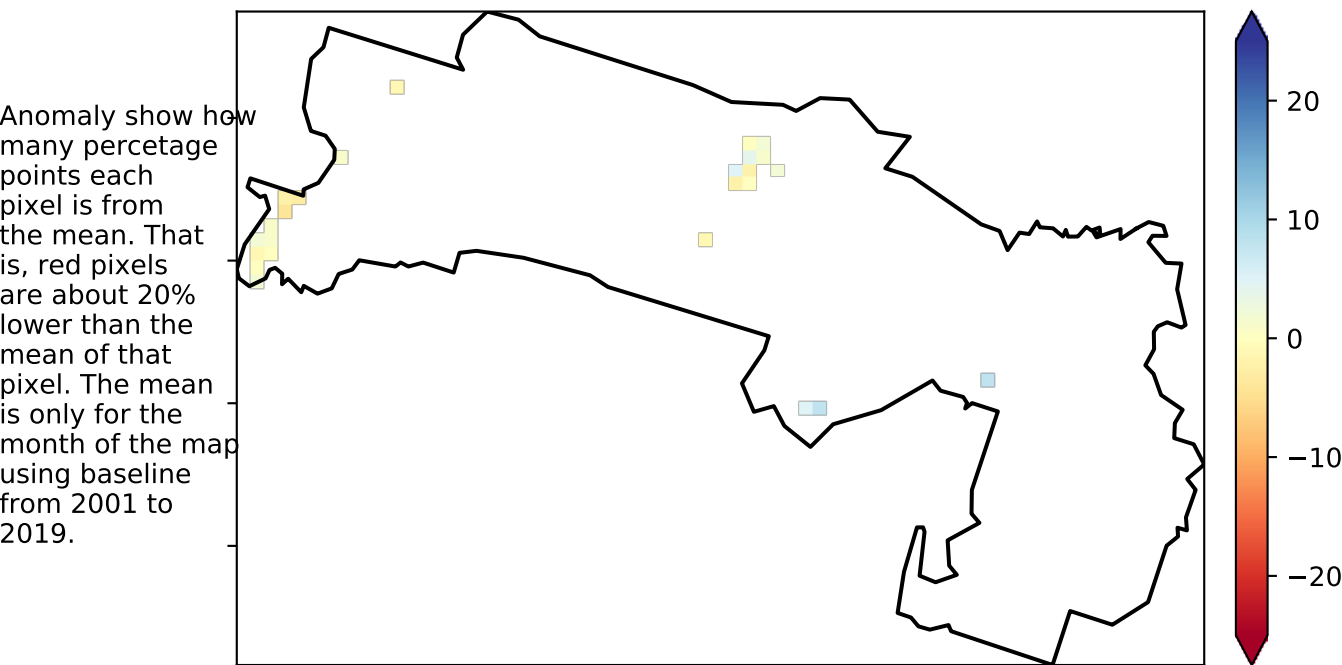 Anomaly show how
many percetage
points each
pixel is from
the mean. That
is, red pixels
are about 20%
lower than the
mean of that
pixel. The mean
is only for the
month of the map
using baseline
from 2001 to
2019.
20
10
0
−10
−20